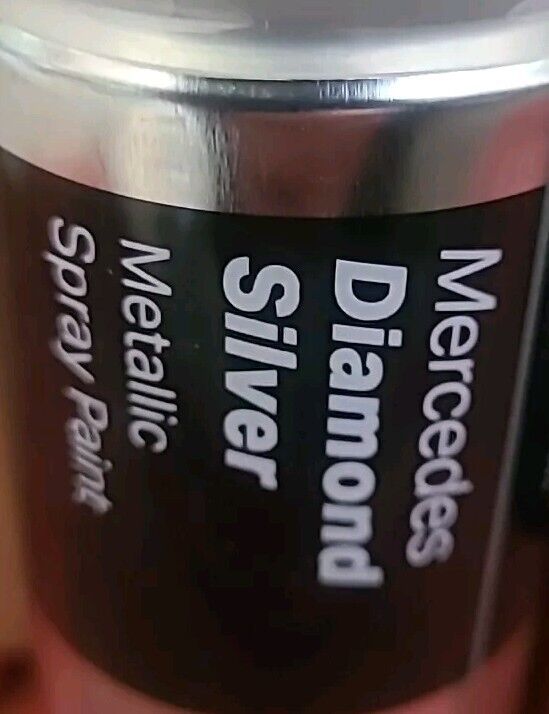 Mercedes
Diamond
Silver
Metallic
Spray Paint